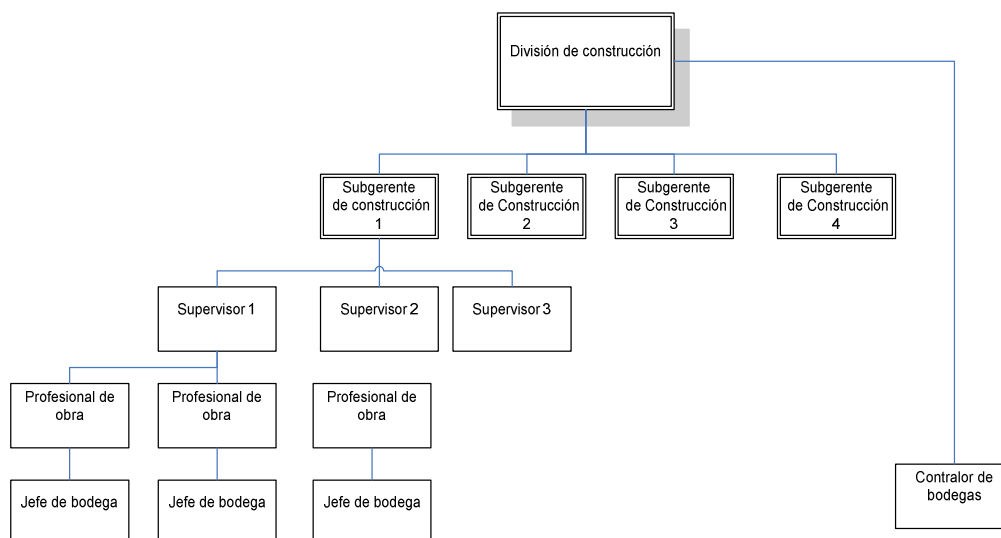 División de construcción
Subgerente
de construcción
1
Subgerente
de Construcción
2
Subgerente
de Construcción
3
Subgerente
de Construcción
4
Supervisor 1
Supervisor 2
Supervisor 3
Profesional de
obra
Profesional de
obra
Profesional de
obra
Jefe de bodega
Jefe de bodega
Jefe de bodega
Contralor de
bodegas